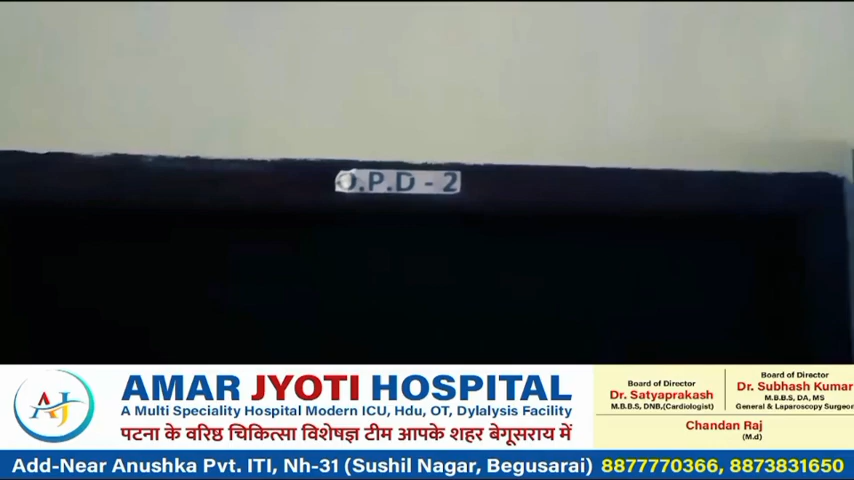 O.P.D - 2
AJ
AMAR JYOTI HOSPITAL
A Multi Speciality Hospital Modern ICU, Hdu, OT, Dylalysis Facility
पटना के वरिष्ठ चिकित्सा विशेषज्ञ टीम आपके शहर बेगूसराय में
Board of Director
Dr. Satyaprakash
M.B.B.S, DNB,(Cardiologist)
Board of Director
Dr. Subhash Kumar
M.B.B.S, DA, MS
General & Laparoscopy Surgeon
Chandan Raj
(M.d)
Add-Near Anushka Pvt. ITI, Nh-31 (Sushil Nagar, Begusarai) 8877770366, 8873831650